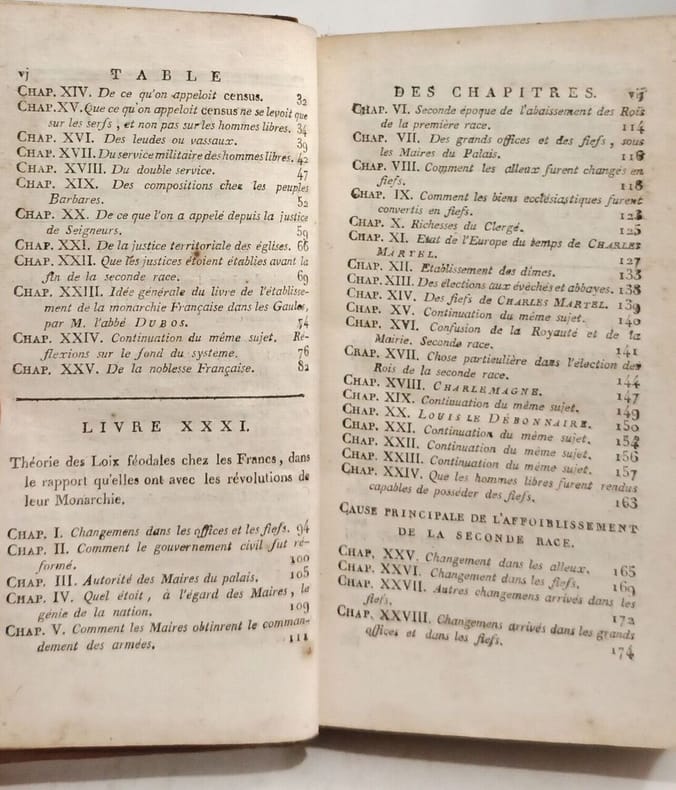 vj TABLE
CHAP. XIV. De ce qu'on appeloit census. 32
CHAP. XV. Que ce qu'on appeloit census ne se levoit que
sur les serfs, et non pas sur les hommes libres. 34
CHAP. XVI. Des leudes ou vassaux. 39
CHAP. XVII. Du service militaire des hommes libres. 42
CHAP. XVIII. Du double service. 47
CHAP. XIX. Des compositions chez les peuples
Barbares. 52
CHAP. XX. De ce que l'on a appelé depuis la justice
de Seigneurs. 59
CHAP. XXI. De la justice territoriale des églises. 66
CHAP. XXII. Que les justices étoient établies avant la
fin de la seconde race. 69
CHAP. XXIII. Idée générale du livre de l'établisse-
ment de la monarchie Française dans les Gaules,
par M. l'abbé DUBOS. 74
CHAP. XXIV. Continuation du même sujet. Ré-
flexions sur le fond du systeme. 76
CHAP. XXV. De la noblesse Française. 82
LIVRE XXXI.
Théorie des Loix féodales chez les Francs, dans
le rapport qu'elles ont avec les révolutions de
leur Monarchie.
CHAP. I. Changemens dans les offices et les fiefs. 94
CHAP. II. Comment le gouvernement civil fut ré-
formé. 100
CHAP. III. Autorité des Maires du palais. 105
CHAP. IV. Quel étoit, à l'égard des Maires, le
génie de la nation. 109
CHAP. V. Comment les Maires obtinrent le comman-
dement des armées. 111
DES CHAPITRES. vij
CHAP. VI. Seconde époque de l'abaissement des Rois
de la première race. 114
CHAP. VII. Des grands offices et des fiefs, sous
les Maires du Palais. 116
CHAP. VIII. Comment les alleux furent changés en
fiefs. 118
CHAP. IX. Comment les biens ecclésiastiques furent
convertis en fiefs. 123
CHAP. X. Richesses du Clergé. 125
CHAP. XI. Etat de l'Europe du temps de CHARLES
MARTEL. 127
CHAP. XII. Etablissement des dîmes. 133
CHAP. XIII. Des élections aux évêchés et abbayes. 138
CHAP. XIV. Des fiefs de CHARLES MARTEL. 139
CHAP. XV. Continuation du même sujet. 140
CHAP. XVI. Confusion de la Royauté et de la
Mairie. Seconde race. 141
CRAP. XVII. Chose particulière dans l'élection des
Rois de la seconde race. 144
CHAP. XVIII. CHARLEMAGNE. 147
CHAP. XIX. Continuation du même sujet. 149
CHAP. XX. LOUIS LE DÉBONNAIRE. 150
CHAP. XXI. Continuation du même sujet. 154
CHAP. XXII. Continuation du même sujet. 156
CHAP. XXIII. Continuation du même sujet. 157
CHAP. XXIV. Que les hommes libres furent rendus
capables de posséder des fiefs. 163
CAUSE PRINCIPALE DE L'AFFOIBLISSEMENT
DE LA SECONDE RACE.
CHAP. XXV. Changement dans les alleux. 165
CHAP. XXVI. Changement dans les fiefs. 169
CHAP. XXVII. Autres changemens arrivés dans les
fiefs. 172
CHAP. XXVIII. Changemens arrivés dans les grands
offices et dans les fiefs. 174